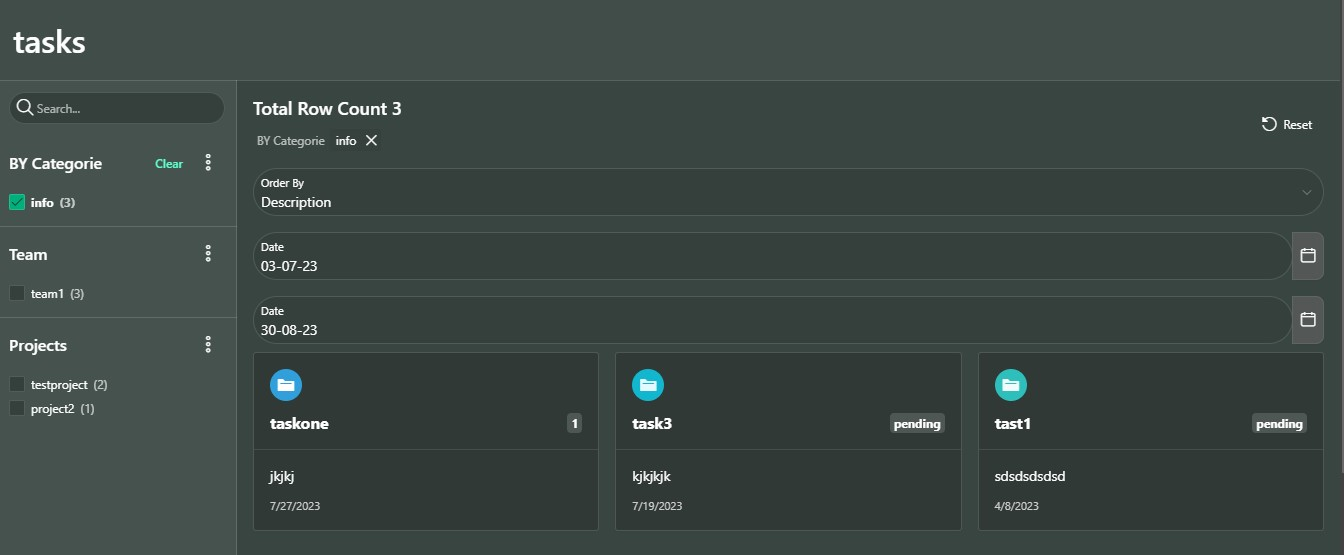 tasks
Search...
BY Categorie Clear
info (3)
Team
team1 (3)
Projects
testproject (2)
project2 (1)
Total Row Count 3
BY Categorie info
Reset
Order By
Description
Date
03-07-23
Date
30-08-23
taskone 1
jkjkj
7/27/2023
task3 pending
kjkjkjk
7/19/2023
tast1 pending
sdsdsdsdsd
4/8/2023